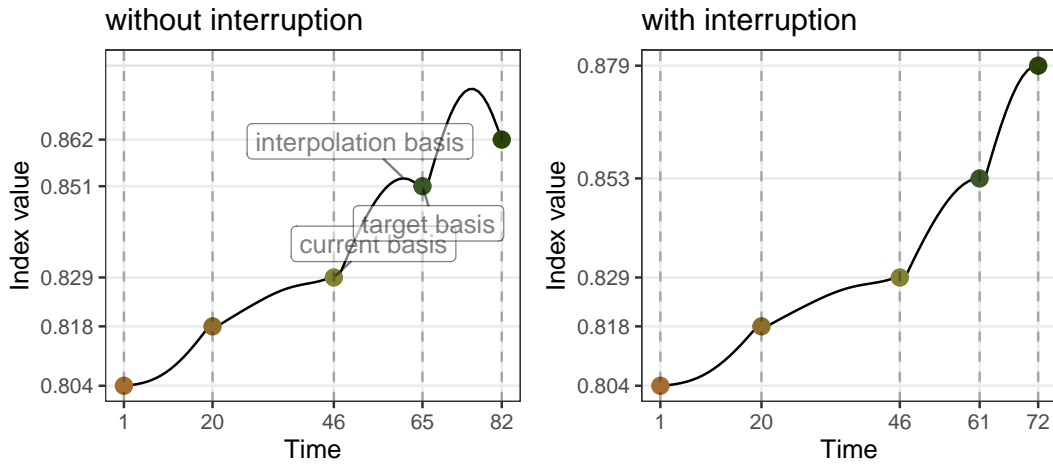 without interruption
0.862
0.851
0.829
0.818
0.804
Index value
interpolation basis
target basis
current basis
1 20 46 65 82
Time
with interruption
0.879
0.853
0.829
0.818
0.804
Index value
1 20 46 61 72
Time